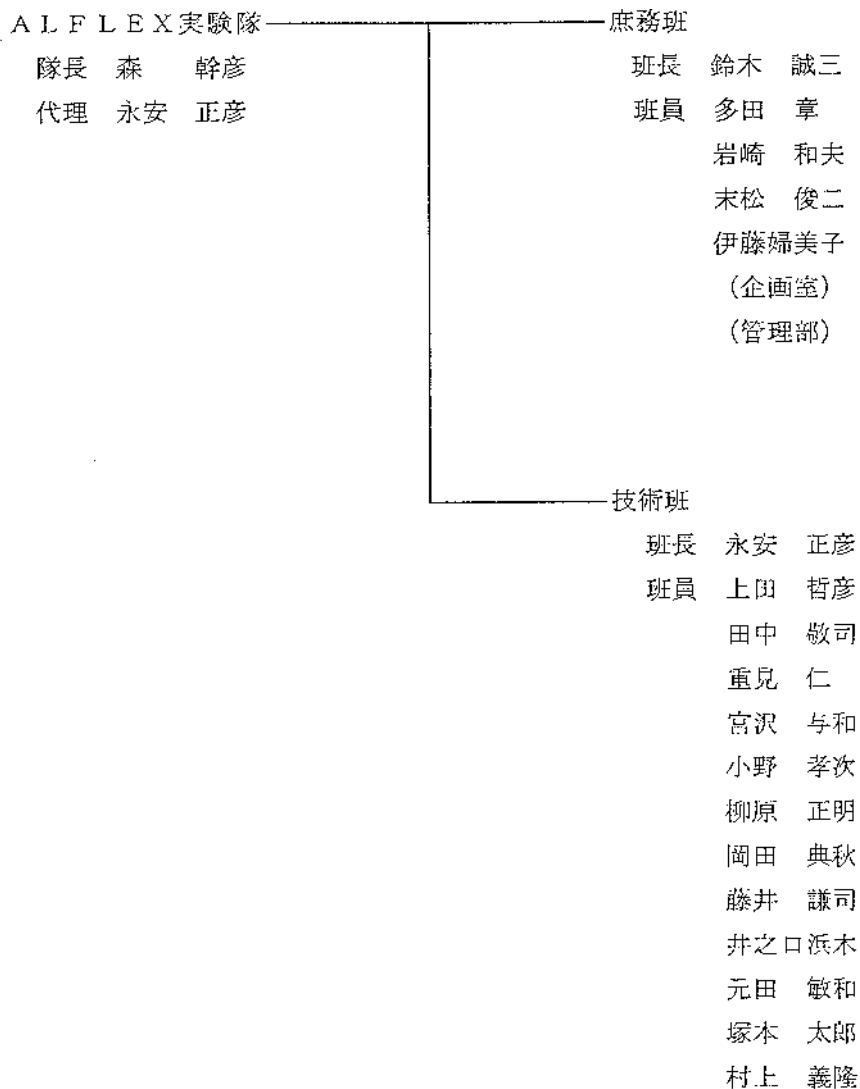 ＡＬＦＬＥＸ実験隊
隊長　森　　幹彦
代理　永安　正彦
庶務班
班長　鈴木　誠三
班員　多田　章
岩崎　和夫
末松　俊二
伊藤婦美子
（企画室）
（管理部）
技術班
班長　永安　正彦
班員　上田　哲彦
田中　敬司
重見　仁
宮沢　与和
小野　孝次
柳原　正明
岡田　典秋
藤井　謙司
井之口浜木
元田　敏和
塚本　太郎
村上　義隆